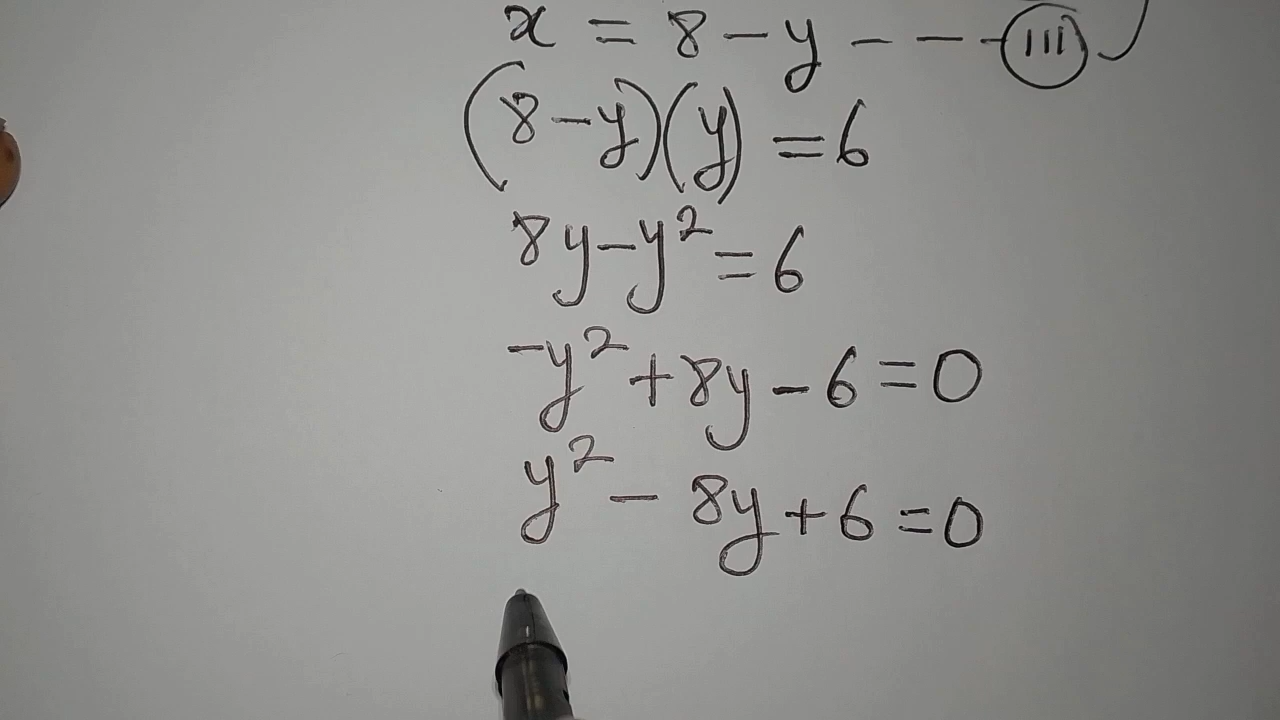 x = 8 - y - - - (III)
(8 - y)(y) = 6
8y - y² = 6
-y² + 8y - 6 = 0
y² - 8y + 6 = 0